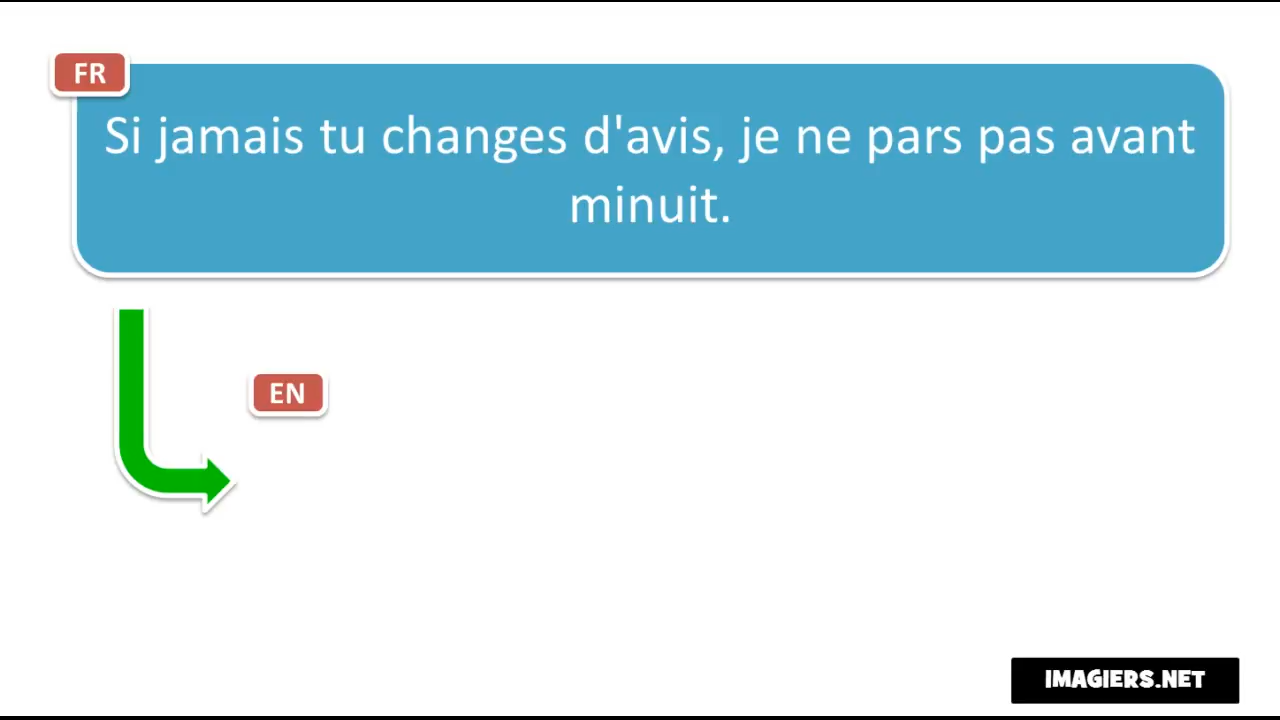 FR
Si jamais tu changes d'avis, je ne pars pas avant
minuit.
EN
IMAGIERS.NET